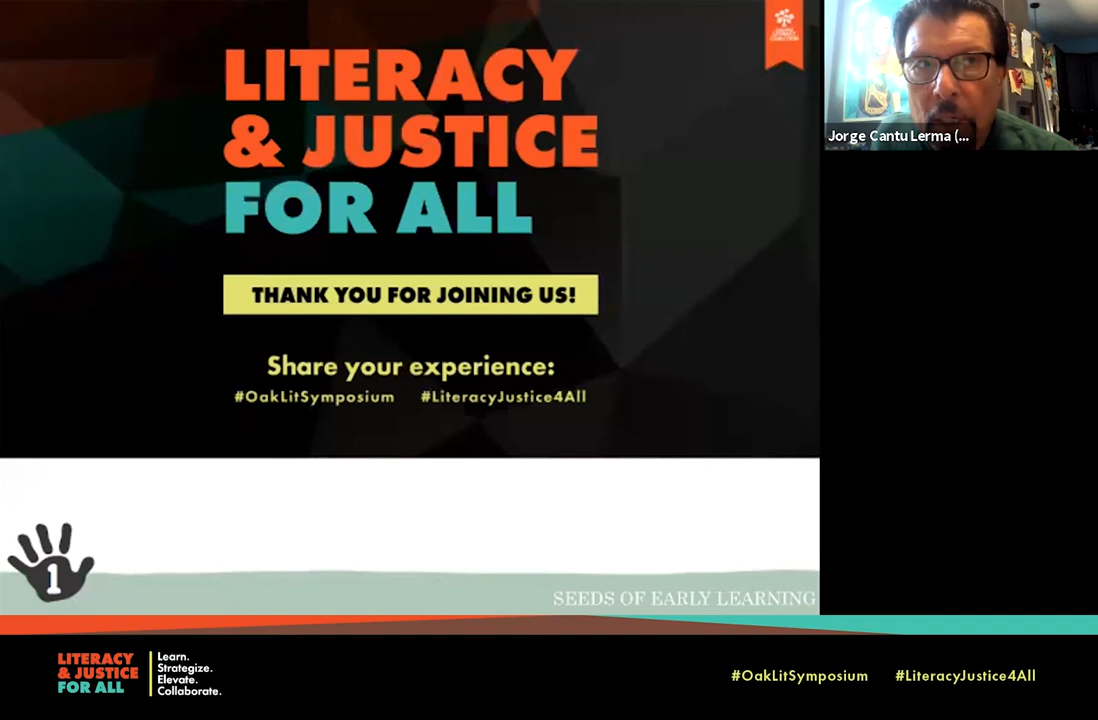 LITERACY
& JUSTICE
FOR ALL
THANK YOU FOR JOINING US!
Share your experience:
#OakLitSymposium #LiteracyJustice4All
Jorge Cantu Lerma (...
1
SEEDS OF EARLY LEARNING
LITERACY
& JUSTICE
FOR ALL
Learn.
Strategize.
Elevate.
Collaborate.
#OakLitSymposium #LiteracyJustice4All